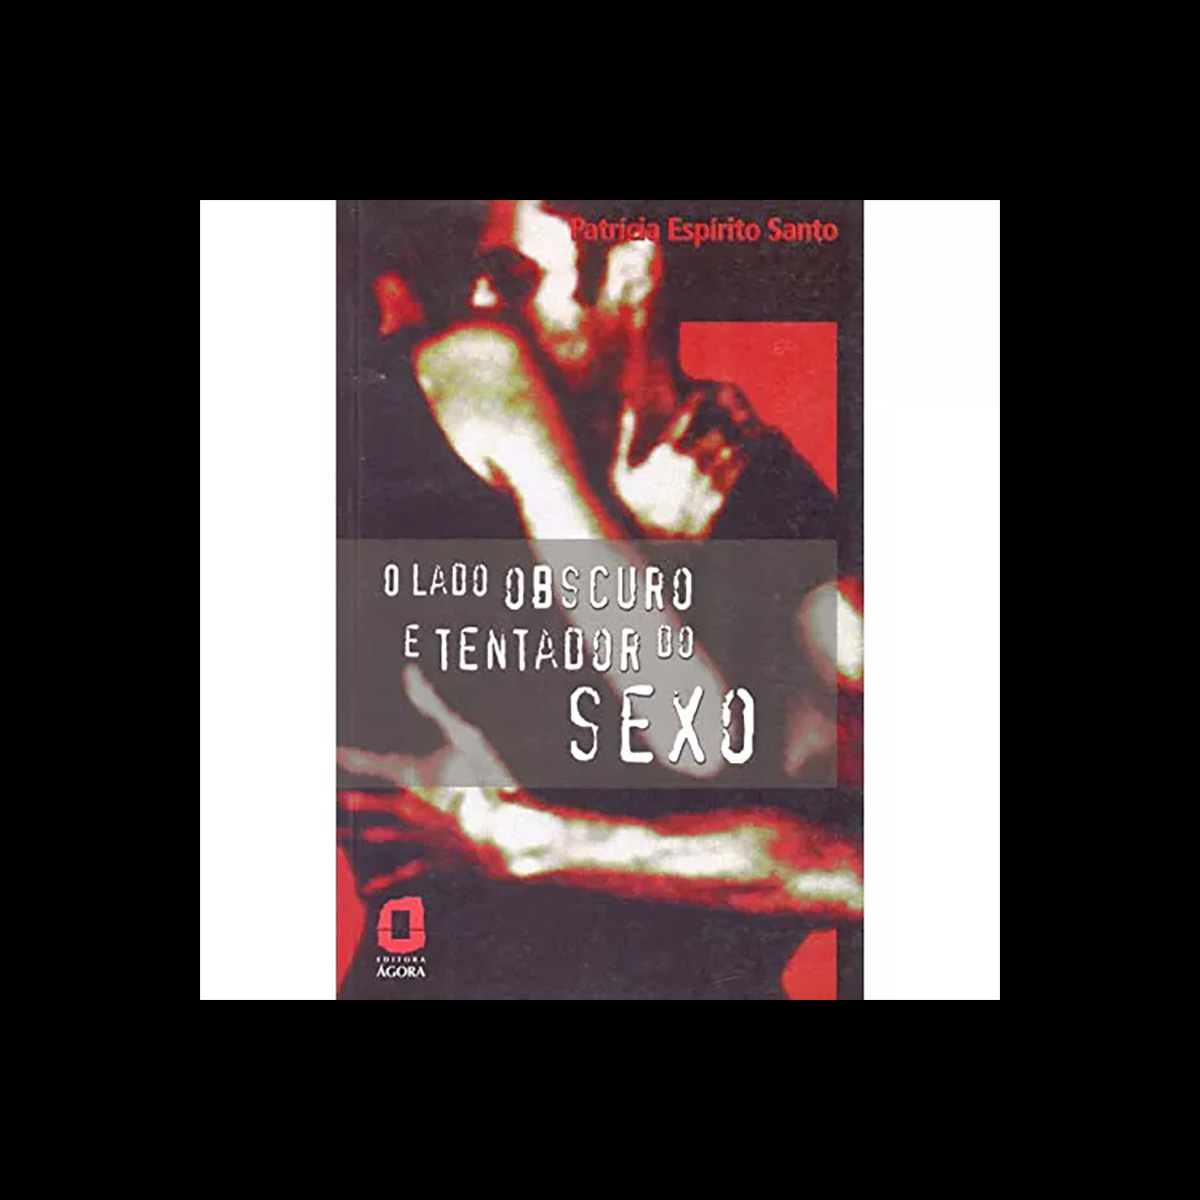 Patrícia Espírito Santo
O LADO OBSCURO
E TENTADOR DO
SEXO
EDITORA
ÁGORA